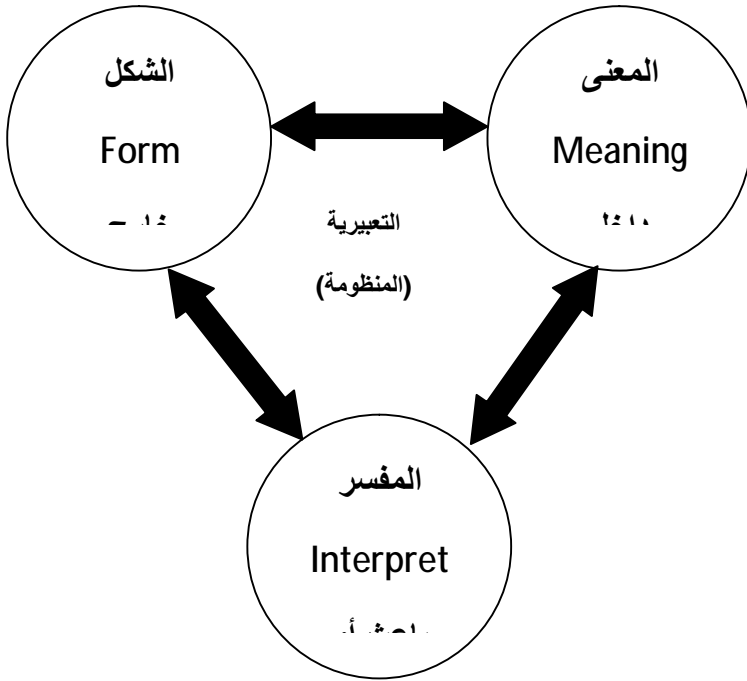 المعنى
Meaning
الشكل
Form
التعبيرية
(المنظومة)
المفسر
Interpret